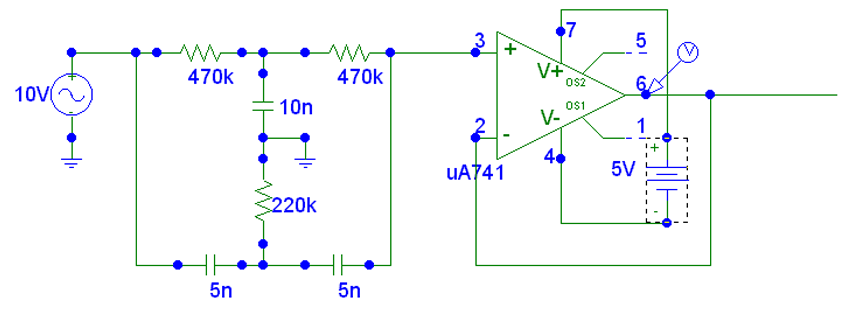 7
5
3
+
V+
OS2
V
+
10V
-
470k
470k
10n
6
OS1
V-
2
-
1
uA741
4
+
5V
-
220k
5n
5n